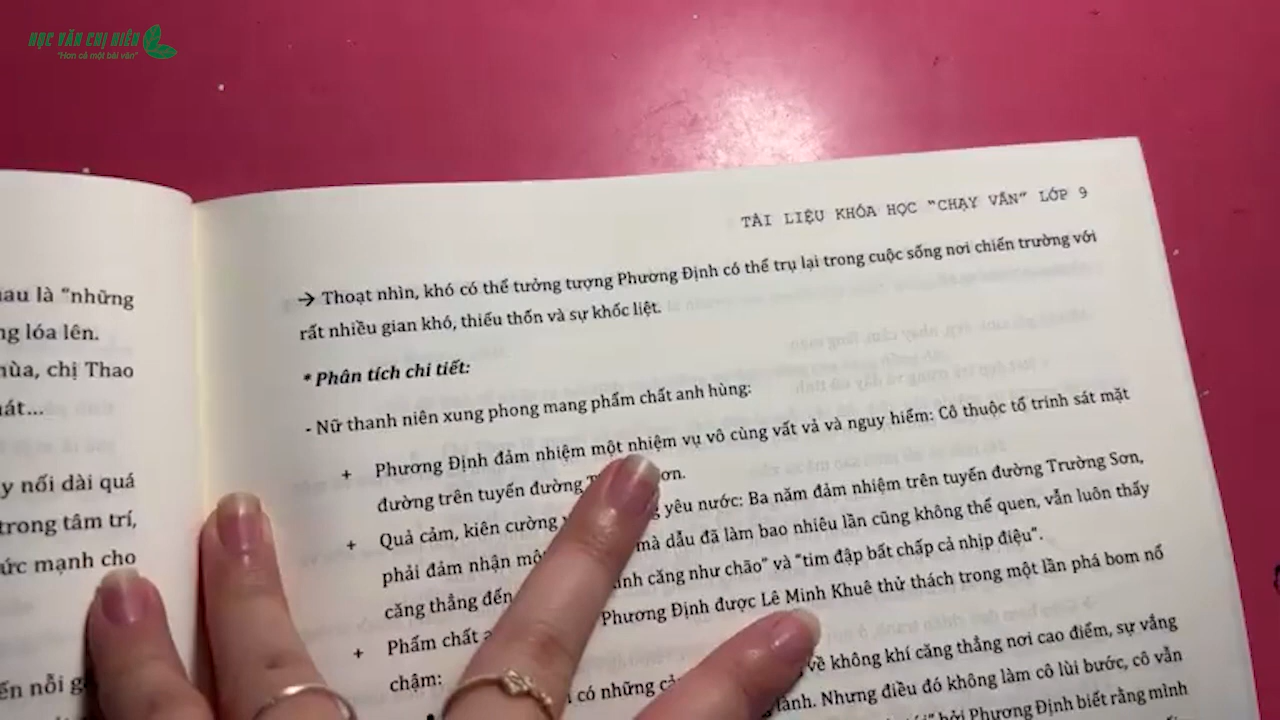 HỌC VĂN CHỊ HIÊN
"Hơn cả một bài văn"
TÀI LIỆU KHÓA HỌC "CHẠY VĂN" LỚP 9
là "những
lóa lên.
chị Thao
nối dài quá
trong tâm trí,
mạnh cho
nỗi
→ Thoạt nhìn, khó có thể tưởng tượng Phương Định có thể trụ lại trong cuộc sống nơi chiến trường với
rất nhiều gian khó, thiếu thốn và sự khốc liệt.
* Phân tích chi tiết:
- Nữ thanh niên xung phong mang phẩm chất anh hùng:
+ Phương Định đảm nhiệm một nhiệm vụ vô cùng vất vả và nguy hiểm: Cô thuộc tổ trinh sát mặt
đường trên tuyến đường
+ Quả cảm, kiên cường yêu nước: Ba năm đảm nhiệm trên tuyến đường Trường Sơn,
phải đảm nhận mà dẫu đã làm bao nhiêu lần cũng không thể quen, vẫn luôn thấy
căng thẳng đến căng như chão" và "tim đập bất chấp cả nhịp điệu".
+ Phẩm chất Phương Định được Lê Minh Khuê thử thách trong một lần phá bom nổ
chậm:
có những về không khí căng thẳng nơi cao điểm, sự vắng
lành. Nhưng điều đó không làm cô lùi bước, cô vẫn
bởi Phương Định biết rằng mình